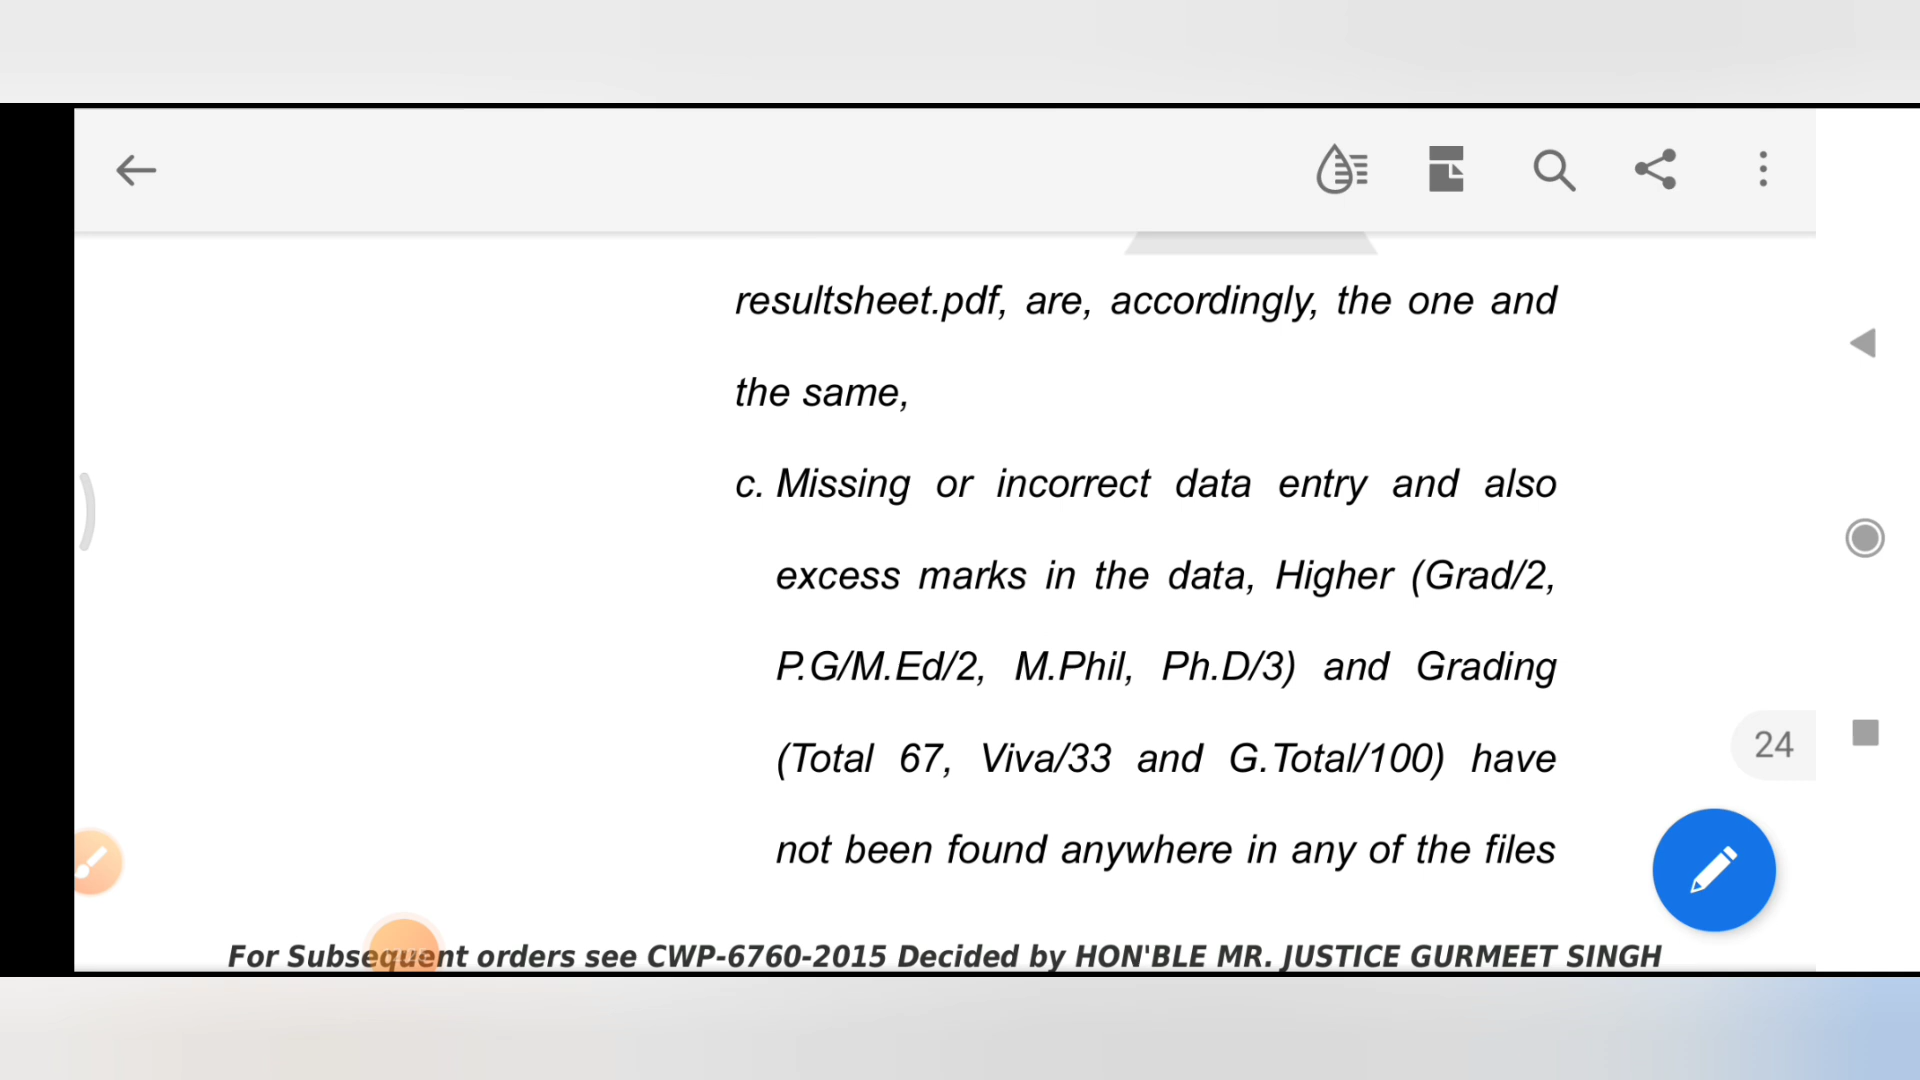 resultsheet.pdf, are, accordingly, the one and
the same,
c. Missing or incorrect data entry and also
excess marks in the data, Higher (Grad/2,
P.G/M.Ed/2, M.Phil, Ph.D/3) and Grading
(Total 67, Viva/33 and G.Total/100) have
24
not been found anywhere in any of the files
For Subsequent orders see CWP-6760-2015 Decided by HON'BLE MR. JUSTICE GURMEET SINGH